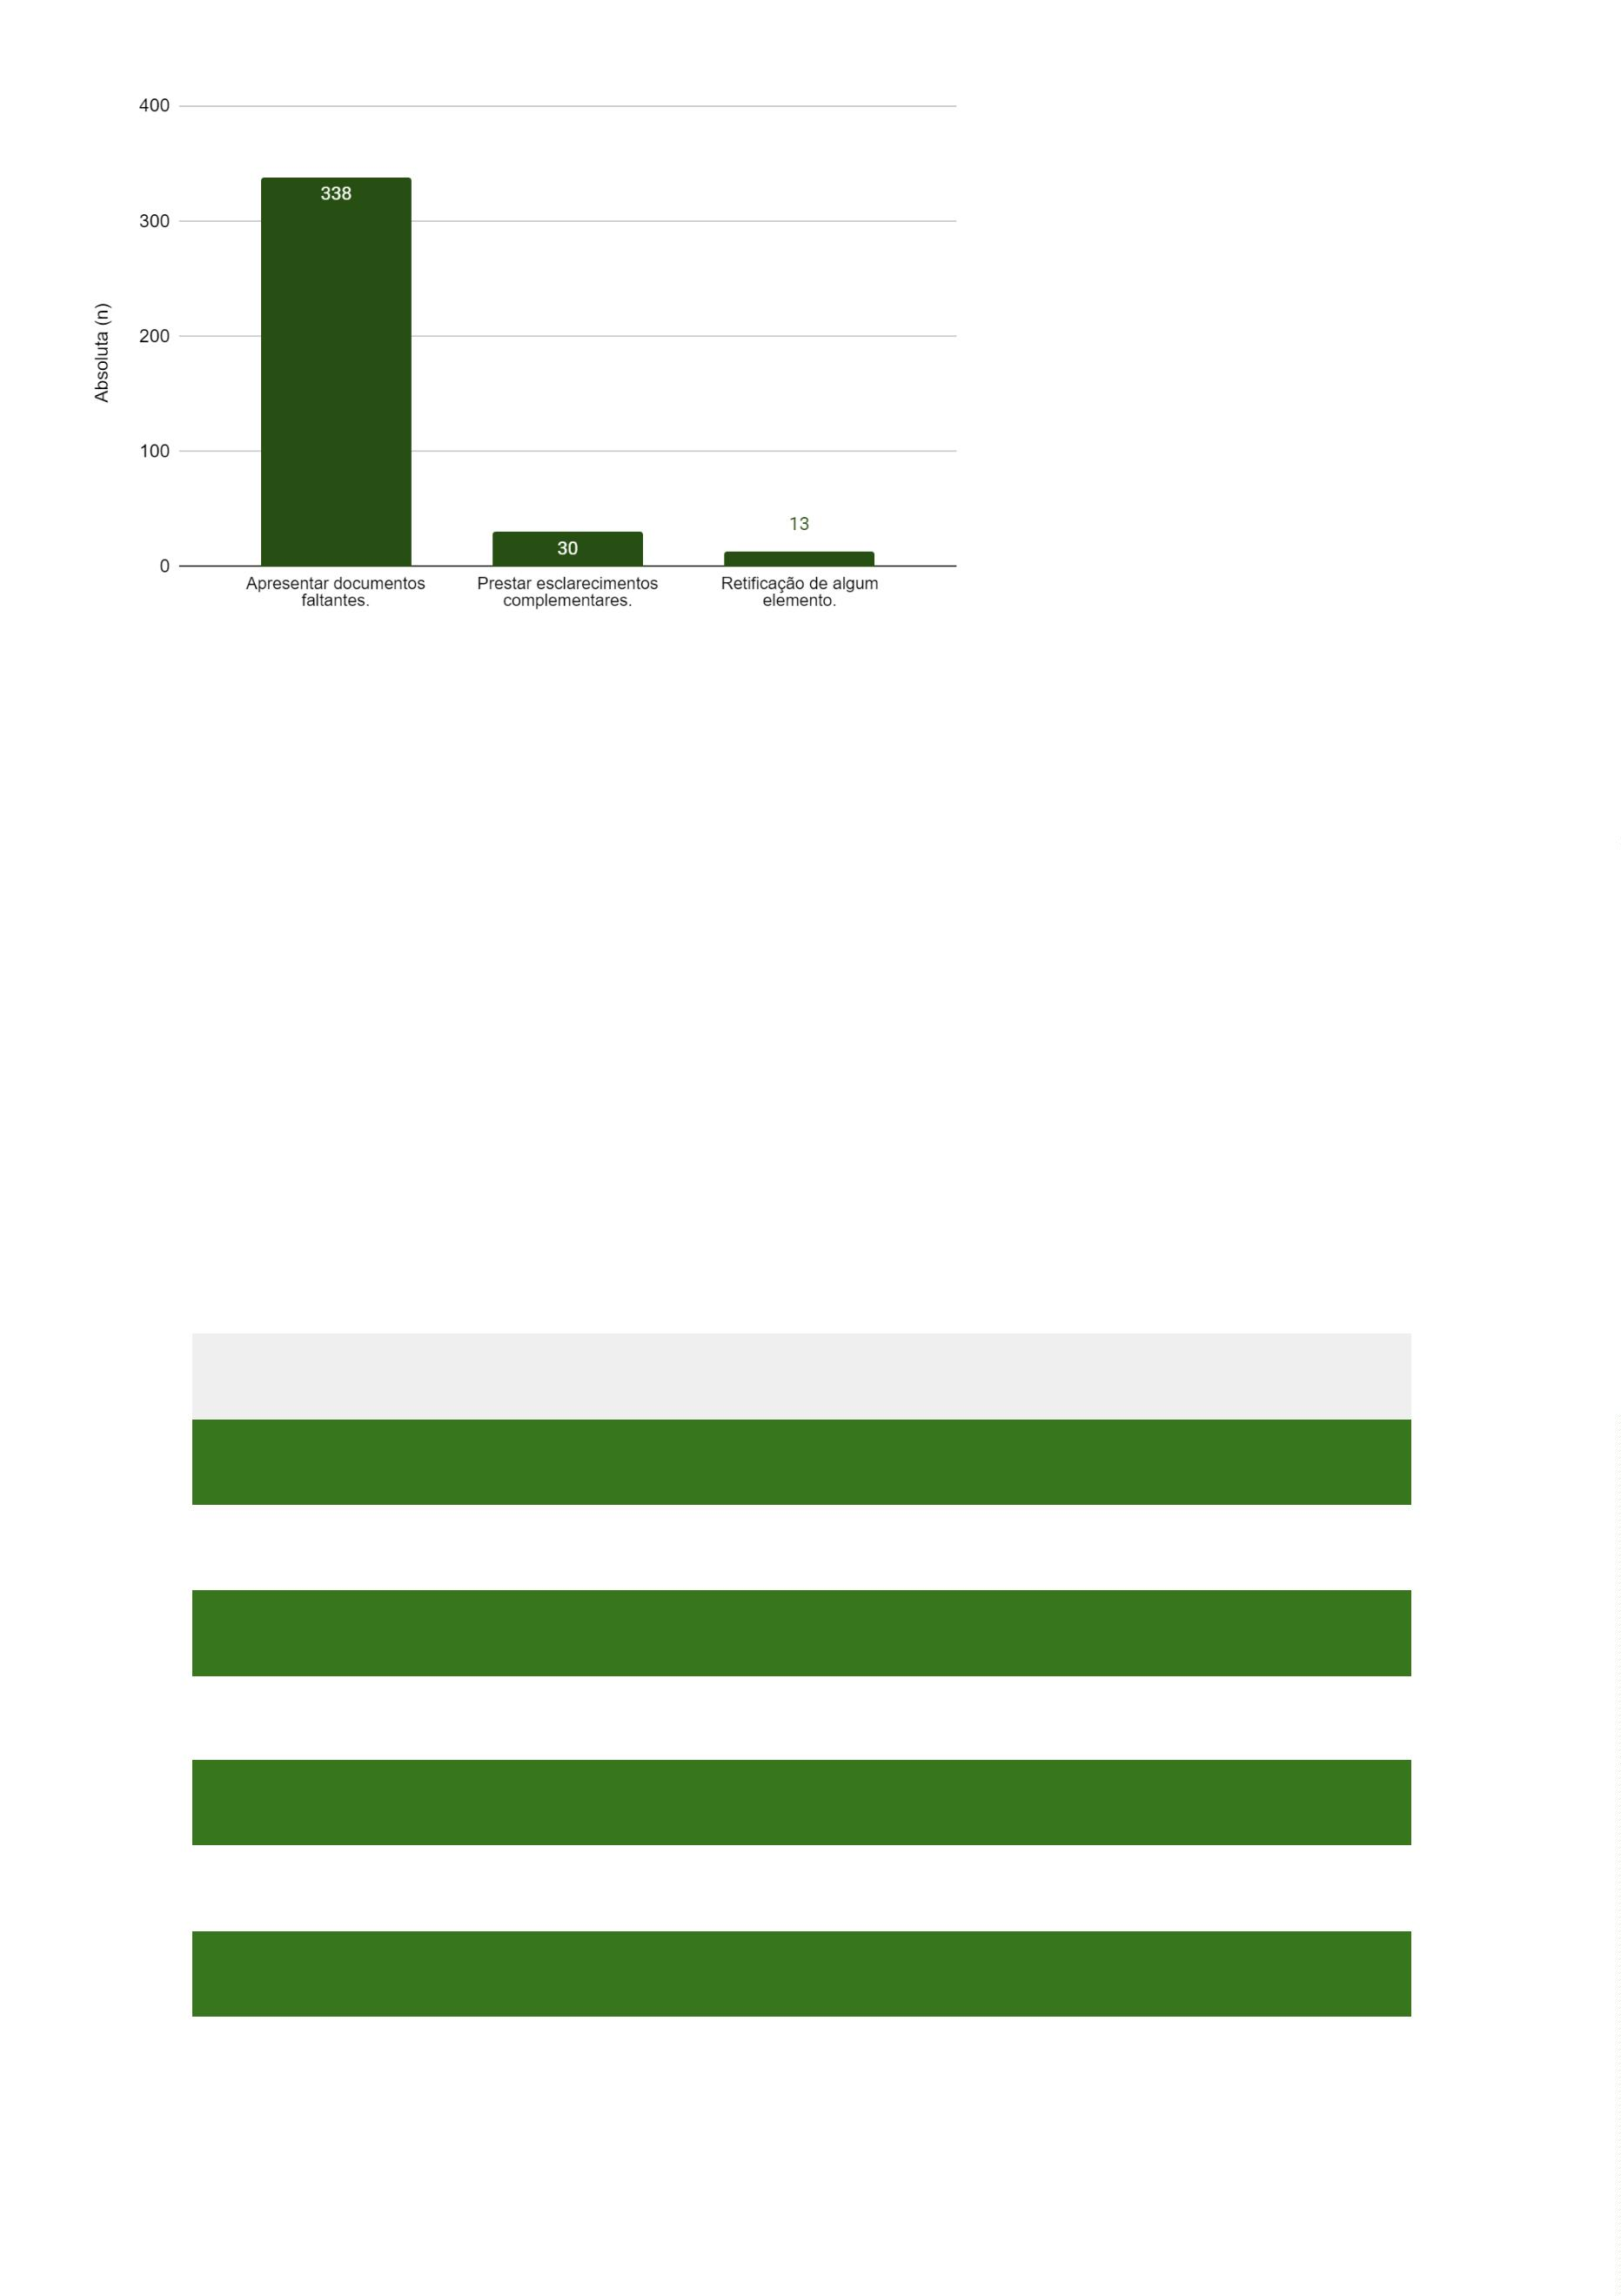 400
338
300
200
Absoluta (n)
100
13
30
0
Apresentar documentos
faltantes.
Prestar esclarecimentos
complementares.
Retificação de algum
elemento.